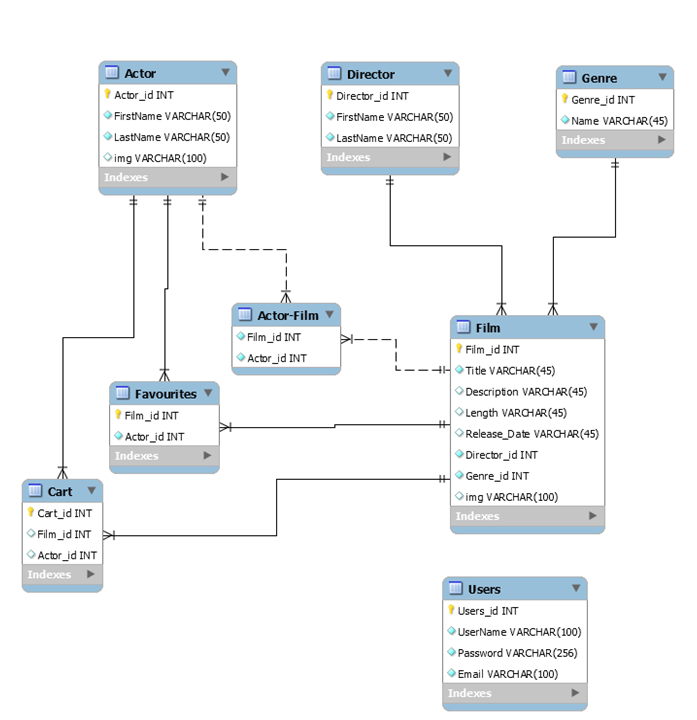 Actor
Actor_id INT
FirstName VARCHAR(50)
LastName VARCHAR(50)
img VARCHAR(100)
Indexes
Director
Director_id INT
FirstName VARCHAR(50)
LastName VARCHAR(50)
Indexes
Genre
Genre_id INT
Name VARCHAR(45)
Indexes
Actor-Film
Film_id INT
Actor_id INT
Film
Film_id INT
Title VARCHAR(45)
Description VARCHAR(45)
Length VARCHAR(45)
Release_Date VARCHAR(45)
Director_id INT
Genre_id INT
img VARCHAR(100)
Indexes
Favourites
Film_id INT
Actor_id INT
Indexes
Cart
Cart_id INT
Film_id INT
Actor_id INT
Indexes
Users
Users_id INT
UserName VARCHAR(100)
Password VARCHAR(256)
Email VARCHAR(100)
Indexes